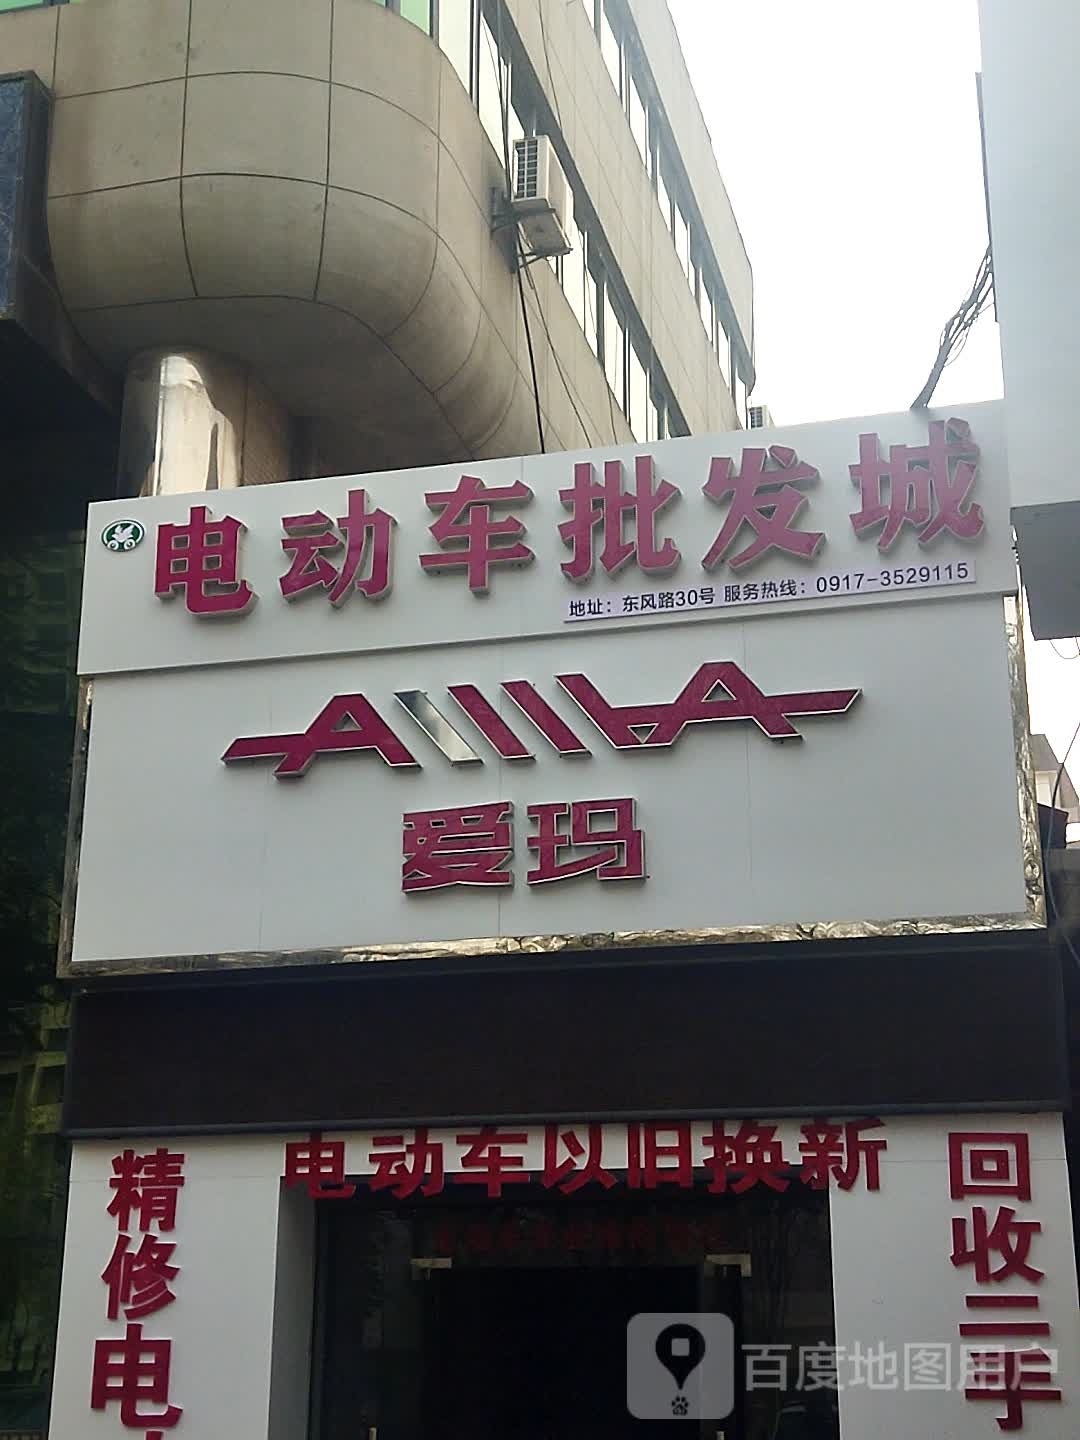 电动车批发城
地址：东风路30号 服务热线：0917-3529115
AIMA
爱玛
电动车以旧换新
精修电
回收二手
百度地图用户